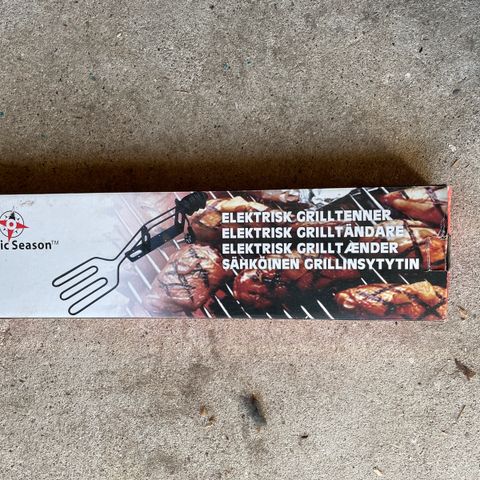 ic Season™
ELEKTRISK GRILLTENNER
ELEKTRISK GRILLTÄNDARE
ELEKTRISK GRILLTÆNDER
SÄHKÖINEN GRILLINSYTYTIN